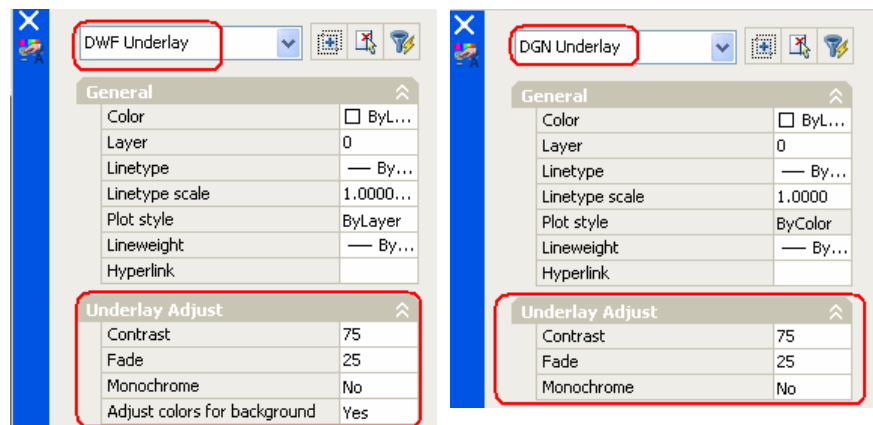 DWF Underlay
General
Color ByL...
Layer 0
Linetype By...
Linetype scale 1.0000...
Plot style ByLayer
Lineweight By...
Hyperlink
Underlay Adjust
Contrast 75
Fade 25
Monochrome No
Adjust colors for background Yes
DGN Underlay
General
Color ByL...
Layer 0
Linetype By...
Linetype scale 1.0000
Plot style ByColor
Lineweight By...
Hyperlink
Underlay Adjust
Contrast 75
Fade 25
Monochrome No